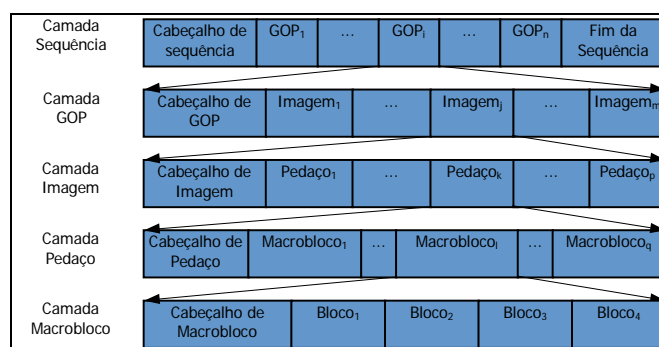 Camada Sequência
Cabeçalho de sequência
GOP₁
...
GOPᵢ
...
GOPₙ
Fim da Sequência
Camada GOP
Cabeçalho de GOP
Imagem₁
...
Imagemⱼ
...
Imagemₘ
Camada Imagem
Cabeçalho de Imagem
Pedaço₁
...
Pedaçoₖ
...
Pedaçoₚ
Camada Pedaço
Cabeçalho de Pedaço
Macrobloco₁
...
Macroblocoₗ
...
Macrobloco_q
Camada Macrobloco
Cabeçalho de Macrobloco
Bloco₁
Bloco₂
Bloco₃
Bloco₄